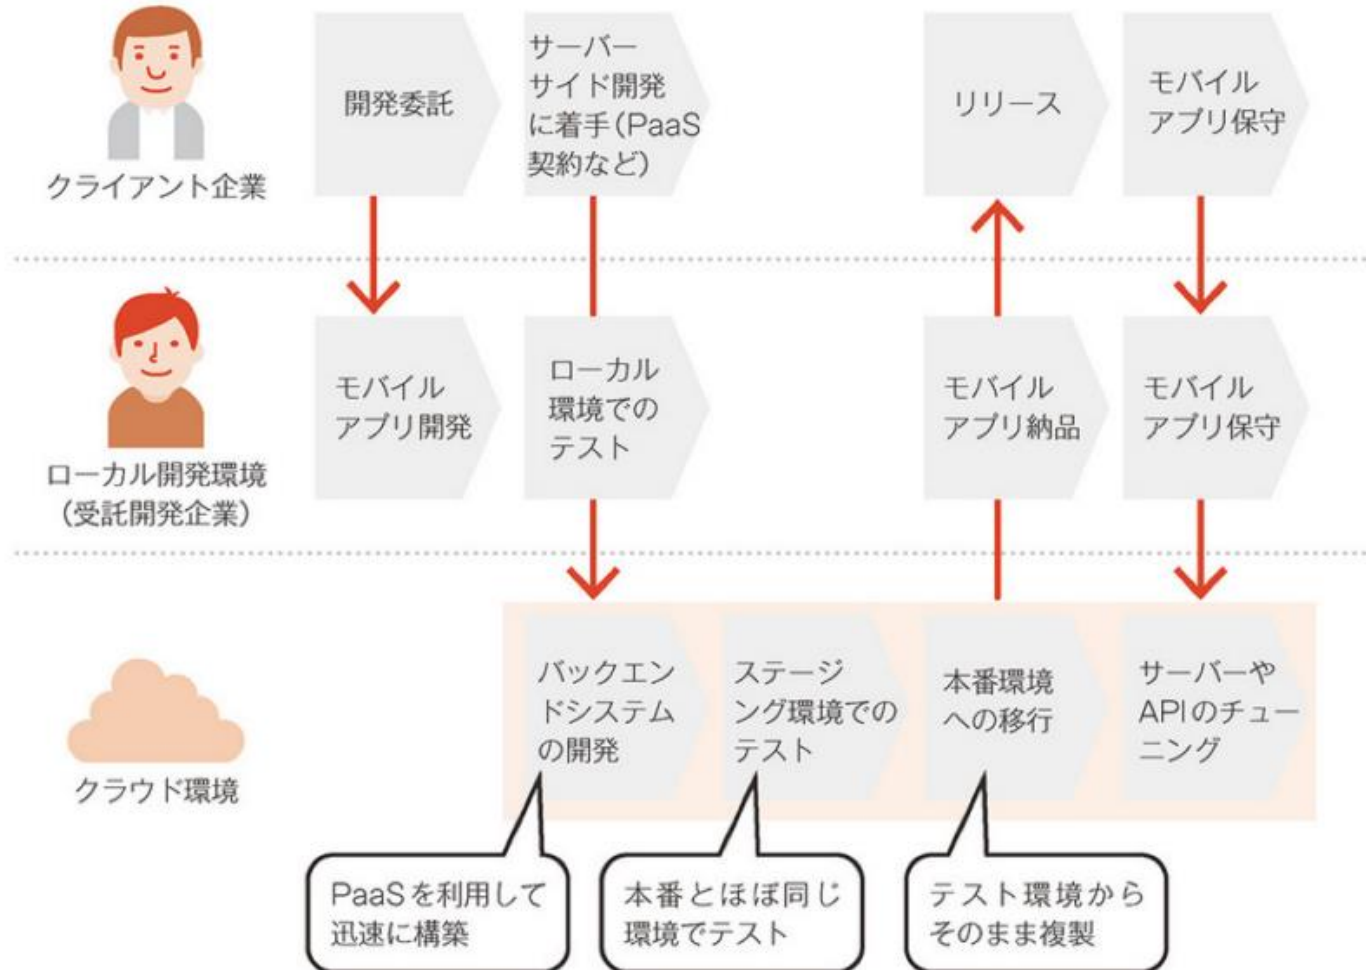 クライアント企業
開発委託
サーバー
サイド開発
に着手（PaaS
契約など）
リリース
モバイル
アプリ保守
ローカル開発環境
（受託開発企業）
モバイル
アプリ開発
ローカル
環境での
テスト
モバイル
アプリ納品
モバイル
アプリ保守
クラウド環境
バックエン
ドシステム
の開発
ステージ
ング環境での
テスト
本番環境
への移行
サーバーや
APIのチュー
ニング
PaaSを利用して
迅速に構築
本番とほぼ同じ
環境でテスト
テスト環境から
そのまま複製